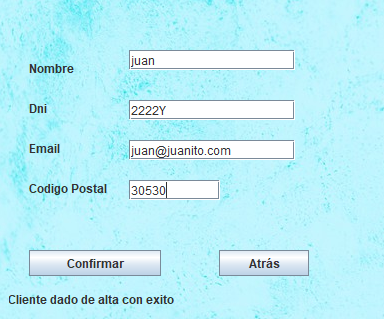 Nombre juan
Dni 2222Y
Email juan@juanito.com
Codigo Postal 30530
Confirmar Atrás
Cliente dado de alta con exito